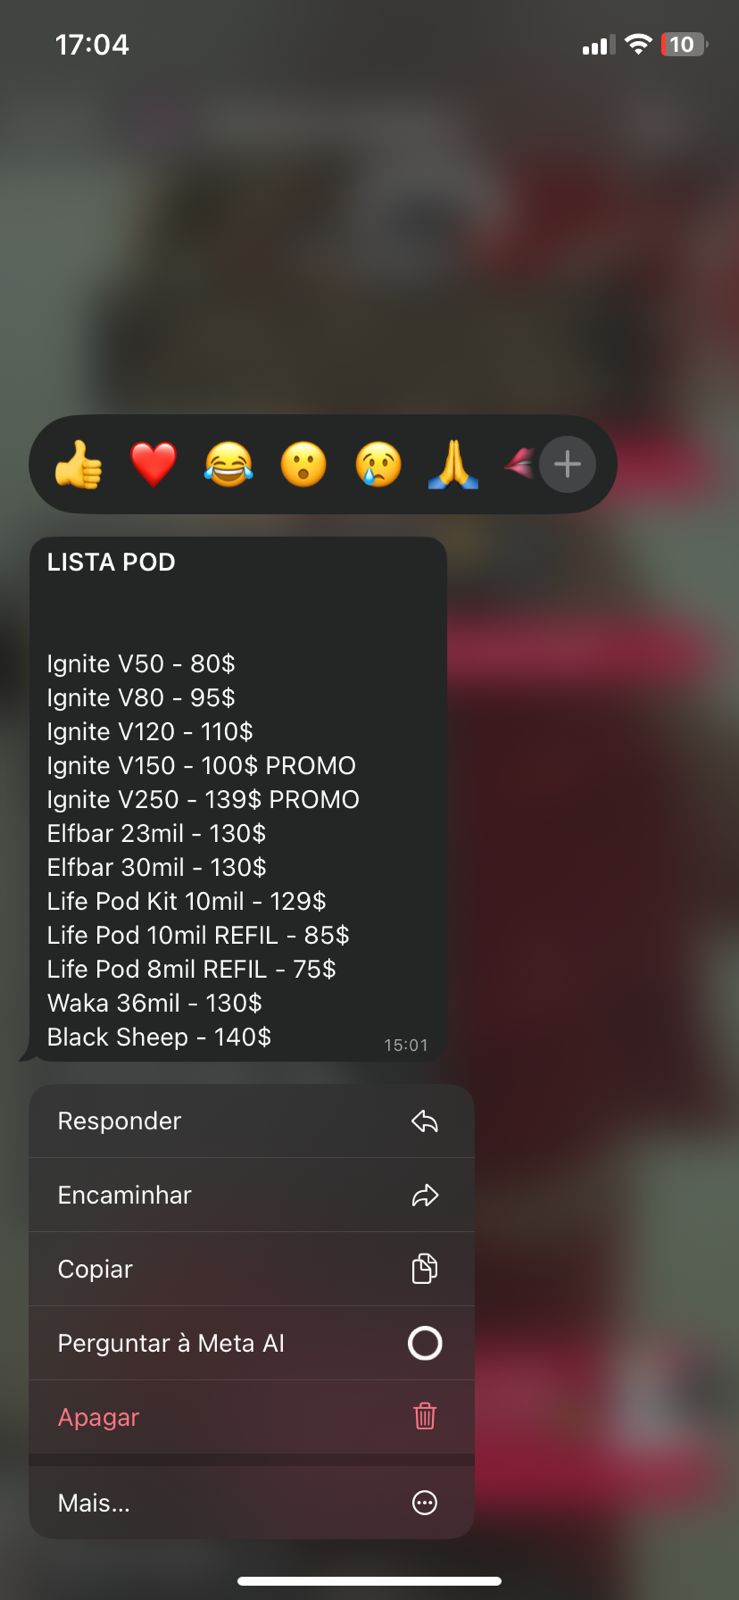 17:04
10
LISTA POD
Ignite V50 - 80$
Ignite V80 - 95$
Ignite V120 - 110$
Ignite V150 - 100$ PROMO
Ignite V250 - 139$ PROMO
Elfbar 23mil - 130$
Elfbar 30mil - 130$
Life Pod Kit 10mil - 129$
Life Pod 10mil REFIL - 85$
Life Pod 8mil REFIL - 75$
Waka 36mil - 130$
Black Sheep - 140$
15:01
Responder
Encaminhar
Copiar
Perguntar à Meta AI
Apagar
Mais...